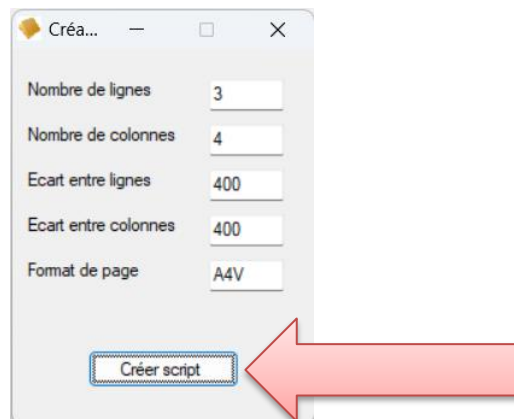 Créa...
Nombre de lignes 3
Nombre de colonnes 4
Ecart entre lignes 400
Ecart entre colonnes 400
Format de page A4V
Créer script